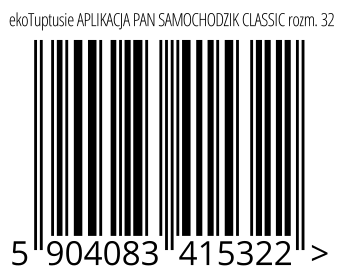 ekoTuptusie APLIKACJA PAN SAMOCHODZIK CLASSIC rozm. 32
5 904083 415322 >